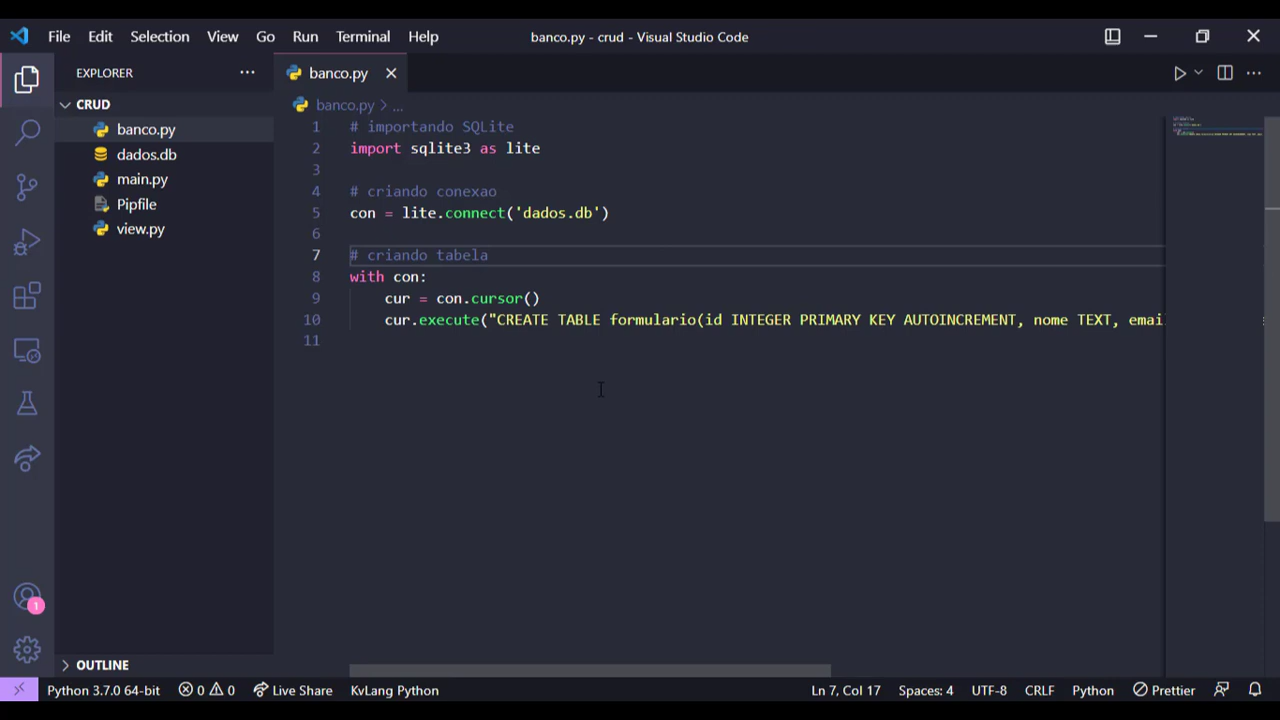 File Edit Selection View Go Run Terminal Help banco.py - crud - Visual Studio Code
EXPLORER
CRUD
banco.py
dados.db
main.py
Pipfile
view.py
OUTLINE
banco.py
banco.py > ...
1 # importando SQLite
2 import sqlite3 as lite
3
4 # criando conexao
5 con = lite.connect('dados.db')
6
7 # criando tabela
8 with con:
9 cur = con.cursor()
10 cur.execute("CREATE TABLE formulario(id INTEGER PRIMARY KEY AUTOINCREMENT, nome TEXT, email
11
1
Python 3.7.0 64-bit 0 0 Live Share KvLang Python Ln 7, Col 17 Spaces: 4 UTF-8 CRLF Python Prettier